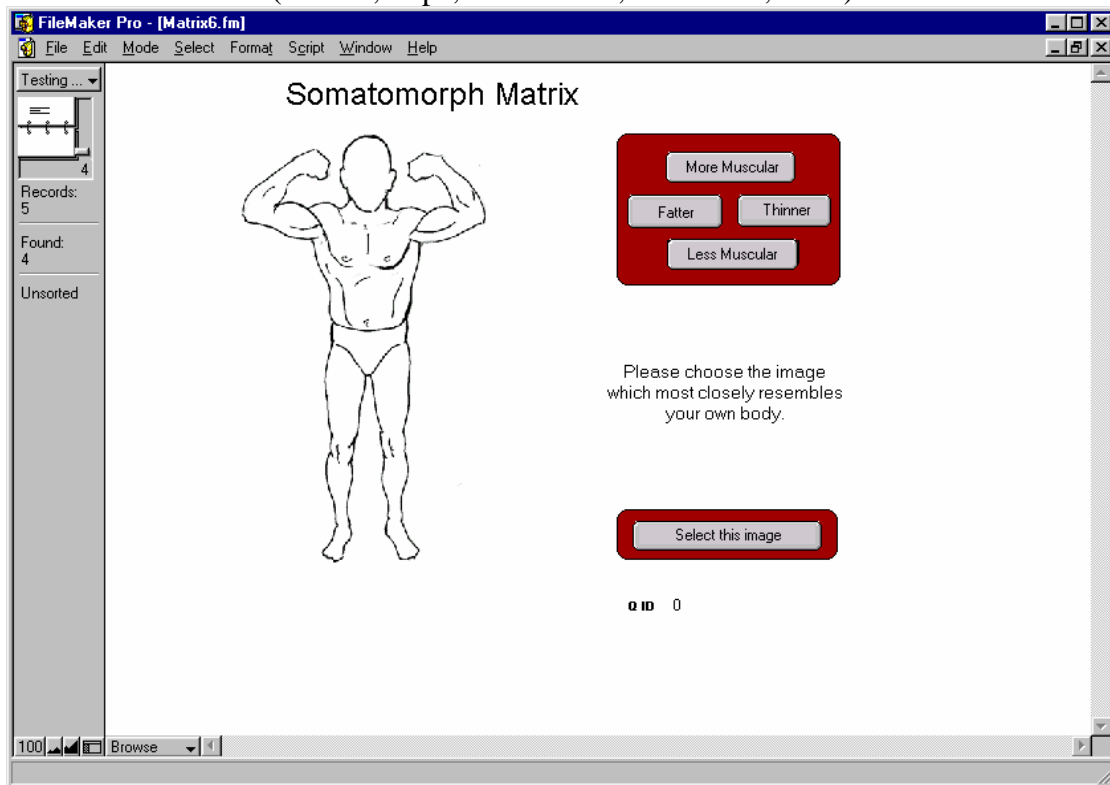 FileMaker Pro - [Matrix6.fm]
File Edit Mode Select Format Script Window Help
Testing ...
4
Records:
5
Found:
4
Unsorted
Somatomorph Matrix
More Muscular
Fatter Thinner
Less Muscular
Please choose the image
which most closely resembles
your own body.
Select this image
Q ID 0
100 Browse